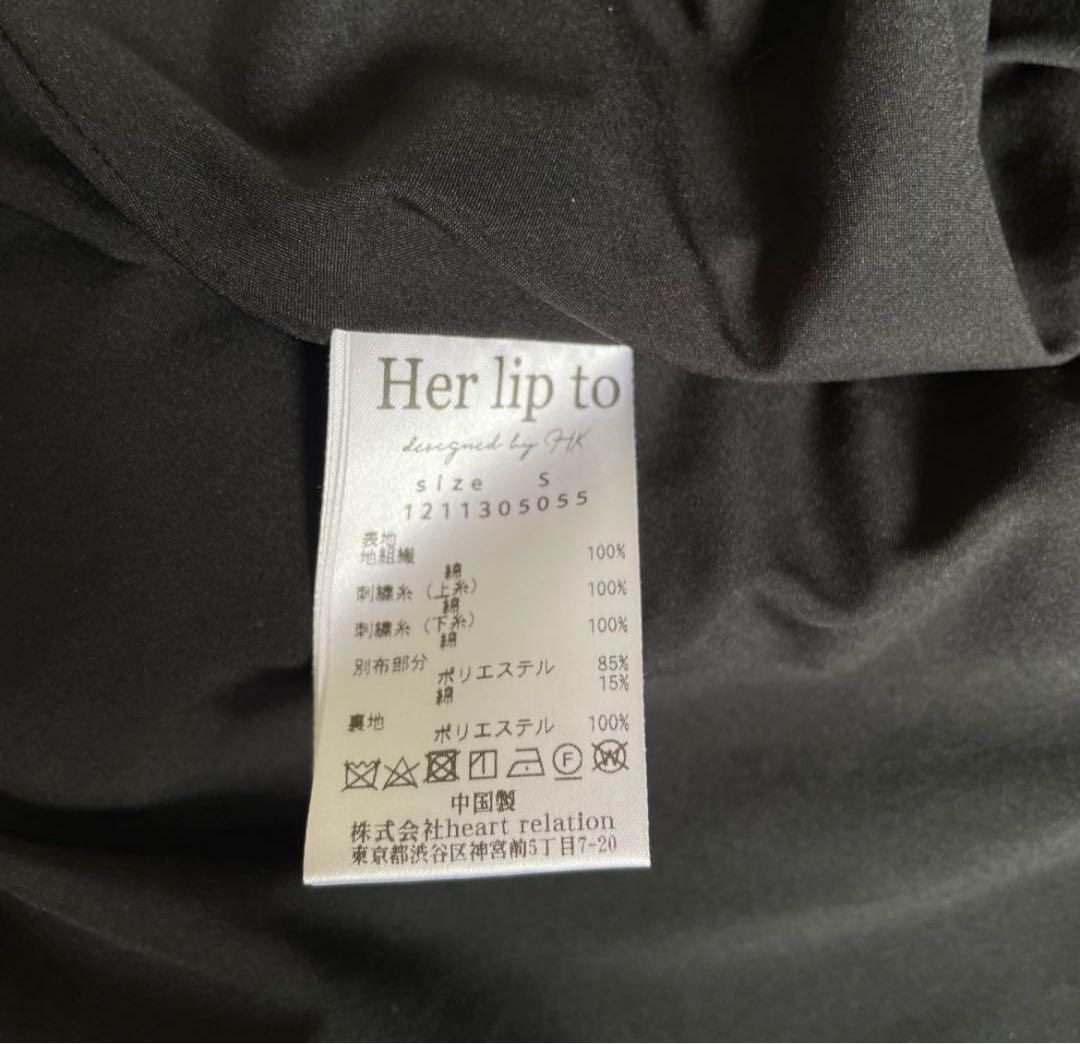 Her lip to
designed by HK
size S
1211305055
表地
地組織
綿 100%
刺繍糸（上糸）
綿 100%
刺繍糸（下糸）
綿 100%
別布部分
ポリエステル 85%
綿 15%
裏地
ポリエステル 100%
F W
中国製
株式会社heart relation
東京都渋谷区神宮前5丁目7-20